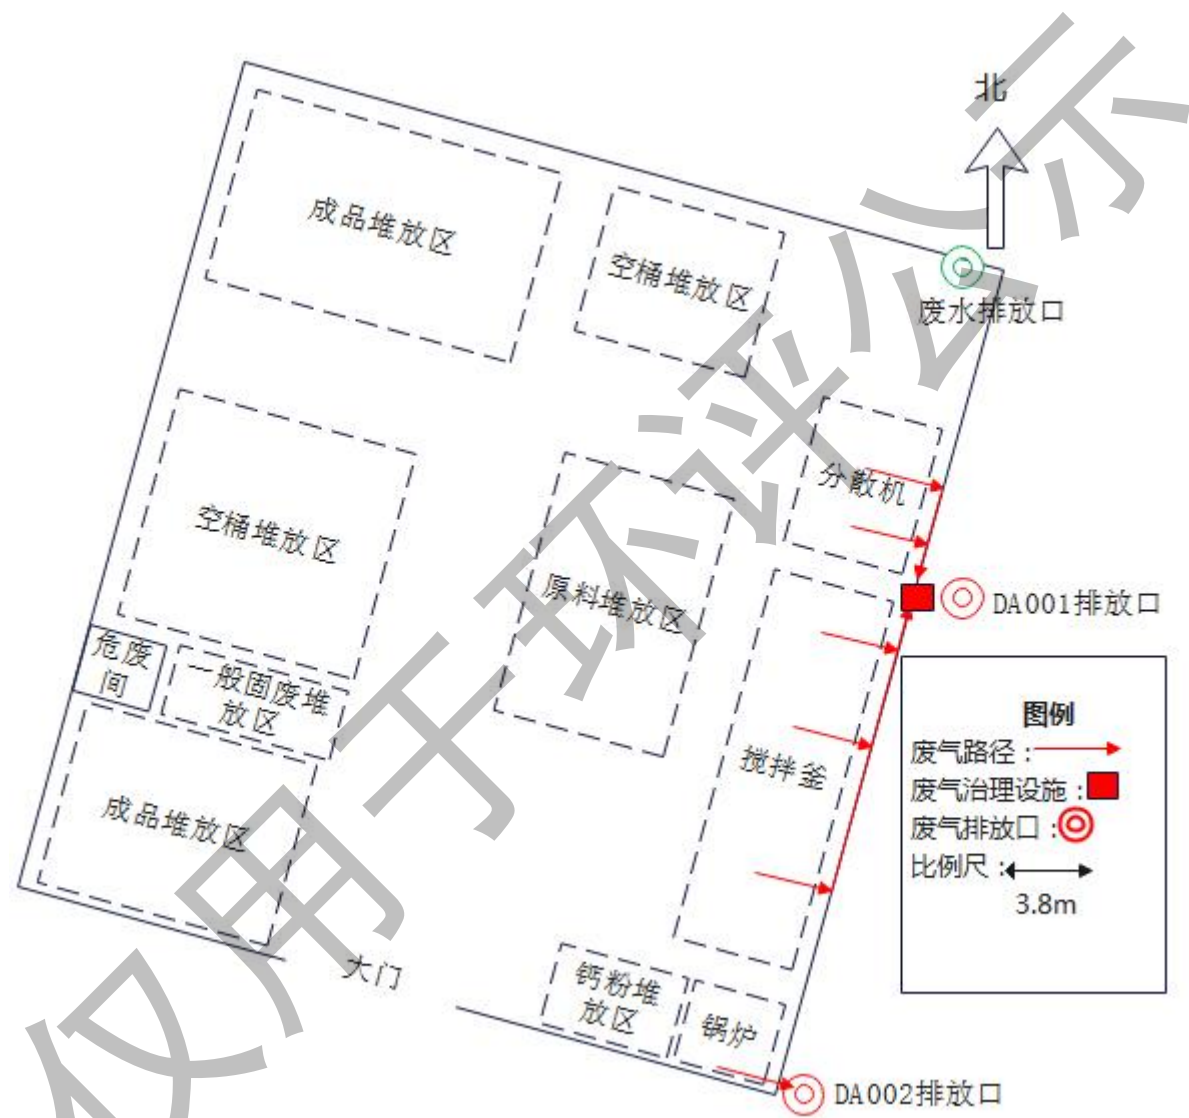 北
成品堆放区
空桶堆放区
废水排放口
分散机
空桶堆放区
原料堆放区
DA001排放口
危废
间
一般固废堆
放区
搅拌釜
成品堆放区
图例
废气路径：
废气治理设施：
废气排放口：
比例尺：
3.8m
大门
钙粉堆
放区
锅炉
DA002排放口
仅用于环评公示